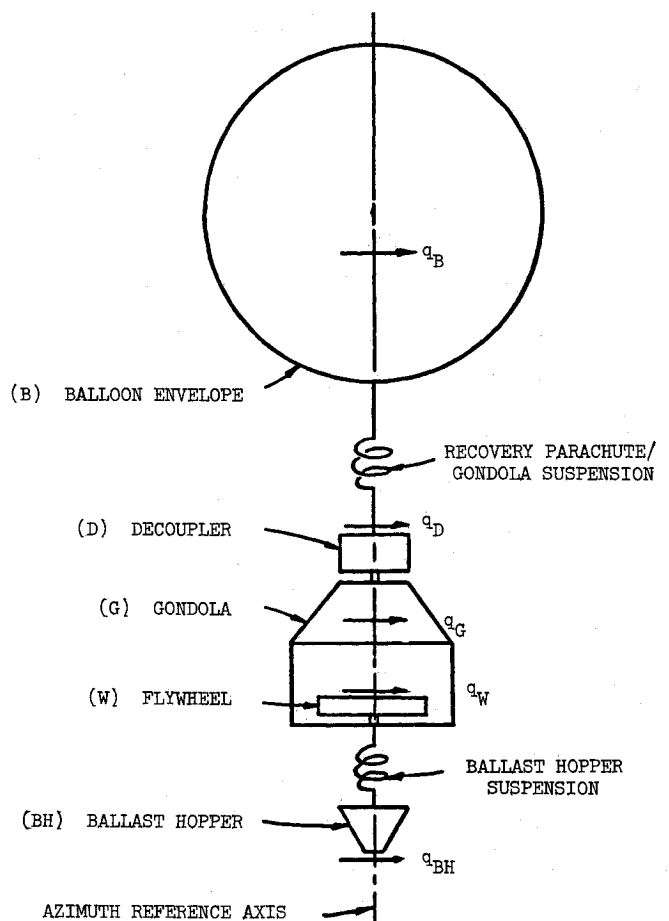 q_B
(B) BALLOON ENVELOPE
RECOVERY PARACHUTE/
GONDOLA SUSPENSION
q_D
(D) DECOUPLER
(G) GONDOLA
q_G
(W) FLYWHEEL
q_W
BALLAST HOPPER
SUSPENSION
(BH) BALLAST HOPPER
q_BH
AZIMUTH REFERENCE AXIS